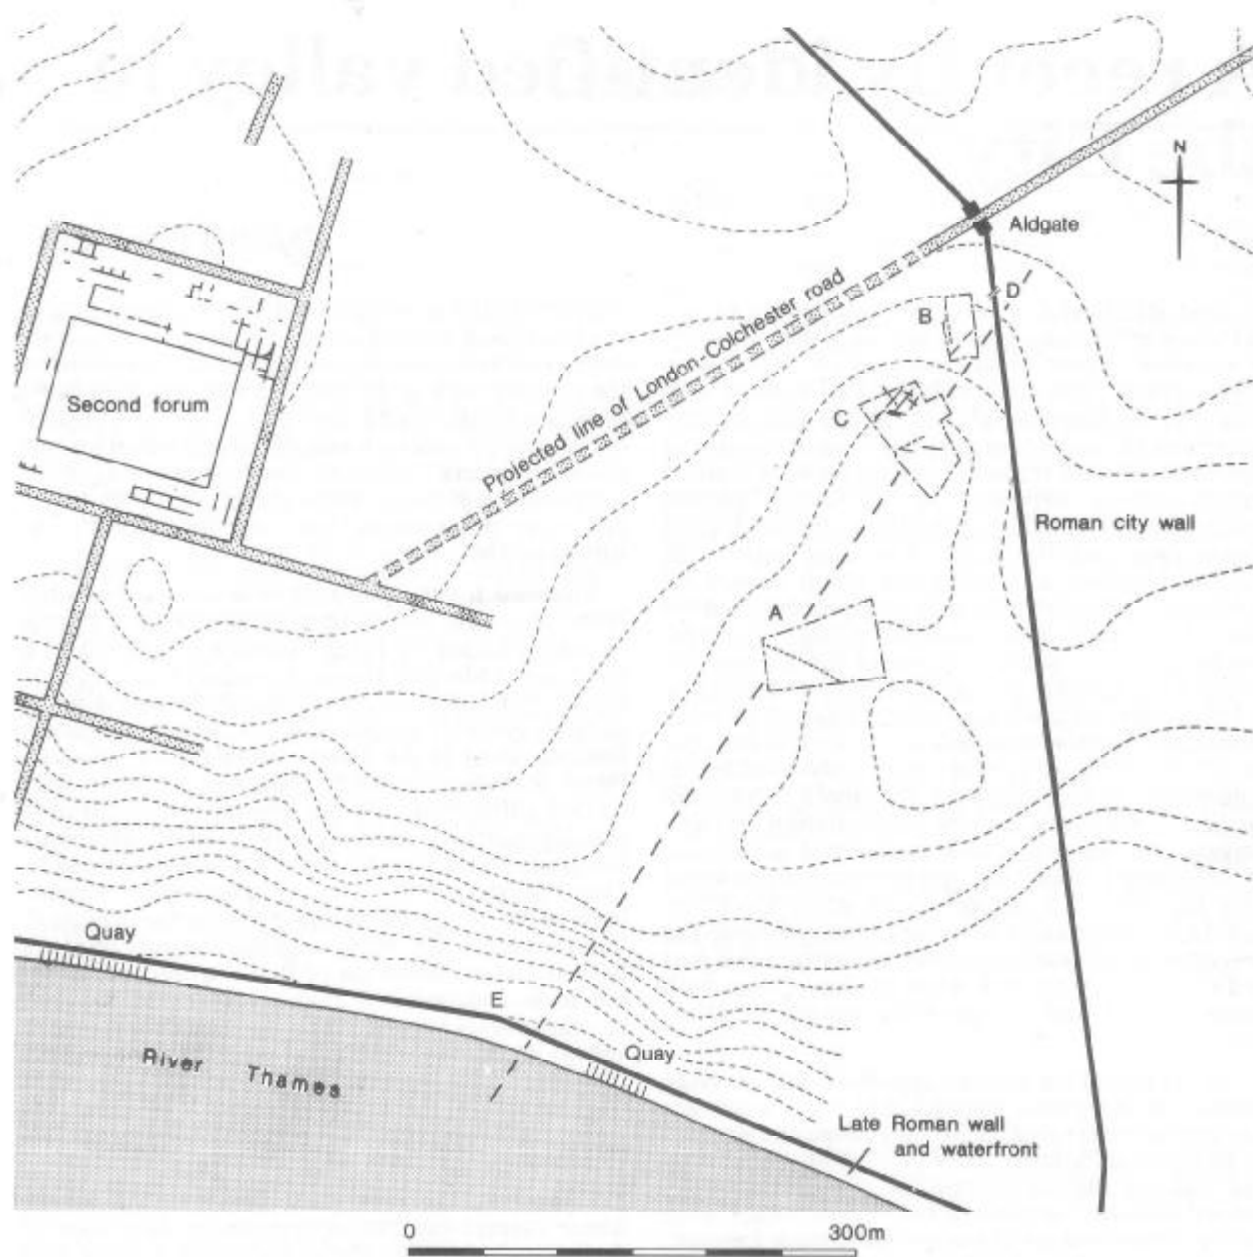 N
Aldgate
D
B
Projected line of London-Colchester road
Second forum
C
Roman city wall
A
Quay
E
Quay
River Thames
Late Roman wall
and waterfront
0 300m